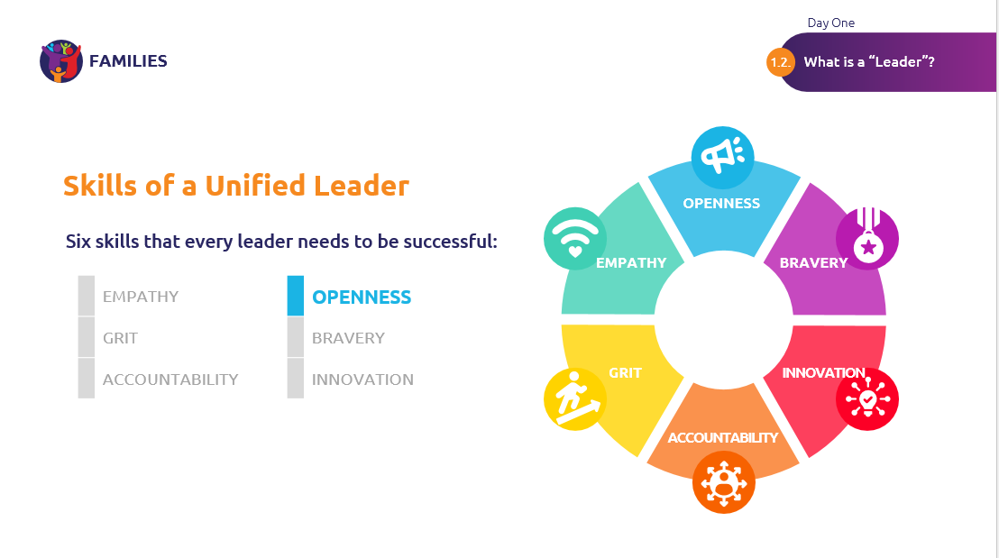 Day One
FAMILIES
1.2.
What is a “Leader”?
Skills of a Unified Leader
Six skills that every leader needs to be successful:
EMPATHY
OPENNESS
GRIT
BRAVERY
ACCOUNTABILITY
INNOVATION
OPENNESS
EMPATHY
BRAVERY
GRIT
INNOVATION
ACCOUNTABILITY